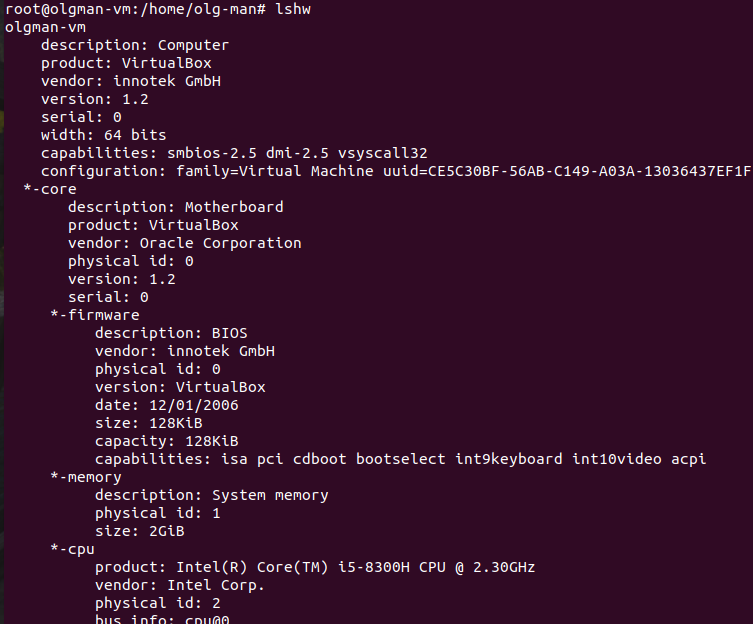 root@olgman-vm:/home/olg-man# lshw
olgman-vm
description: Computer
product: VirtualBox
vendor: innotek GmbH
version: 1.2
serial: 0
width: 64 bits
capabilities: smbios-2.5 dmi-2.5 vsyscall32
configuration: family=Virtual Machine uuid=CE5C30BF-56AB-C149-A03A-13036437EF1F
*-core
description: Motherboard
product: VirtualBox
vendor: Oracle Corporation
physical id: 0
version: 1.2
serial: 0
*-firmware
description: BIOS
vendor: innotek GmbH
physical id: 0
version: VirtualBox
date: 12/01/2006
size: 128KiB
capacity: 128KiB
capabilities: isa pci cdboot bootselect int9keyboard int10video acpi
*-memory
description: System memory
physical id: 1
size: 2GiB
*-cpu
product: Intel(R) Core(TM) i5-8300H CPU @ 2.30GHz
vendor: Intel Corp.
physical id: 2
bus info: cpu@0